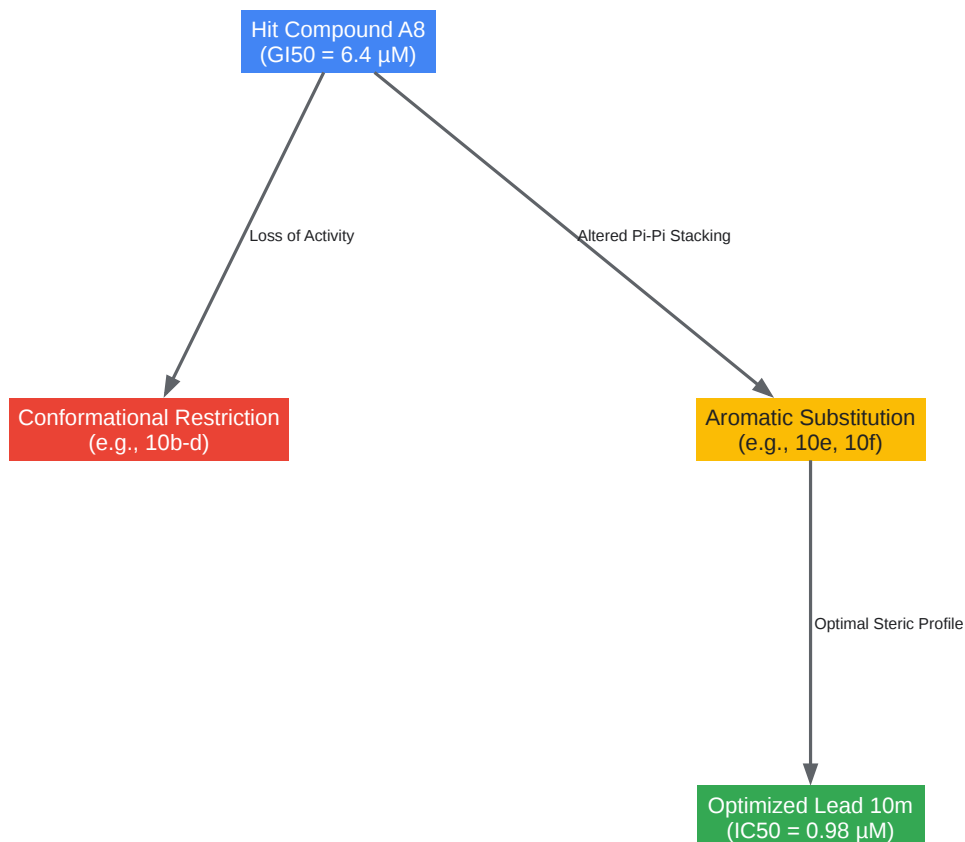 Hit Compound A8
(GI50 = 6.4 µM)
Loss of Activity
Altered Pi-Pi Stacking
Conformational Restriction
(e.g., 10b-d)
Aromatic Substitution
(e.g., 10e, 10f)
Optimal Steric Profile
Optimized Lead 10m
(IC50 = 0.98 µM)